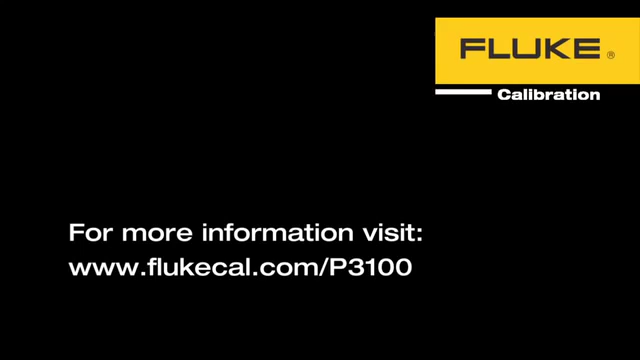 FLUKE®
Calibration
For more information visit:
www.flukecal.com/P3100